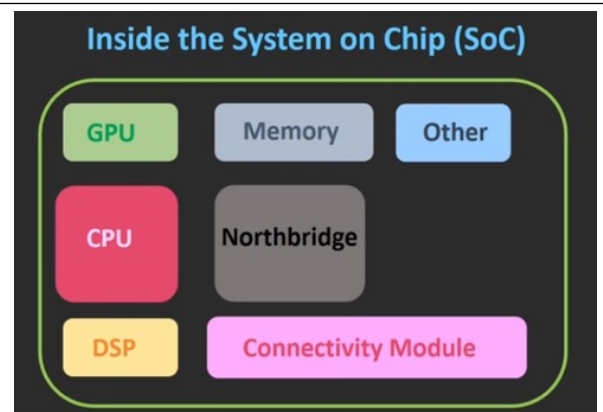 Inside the System on Chip (SoC)
GPU
Memory
Other
CPU
Northbridge
DSP
Connectivity Module